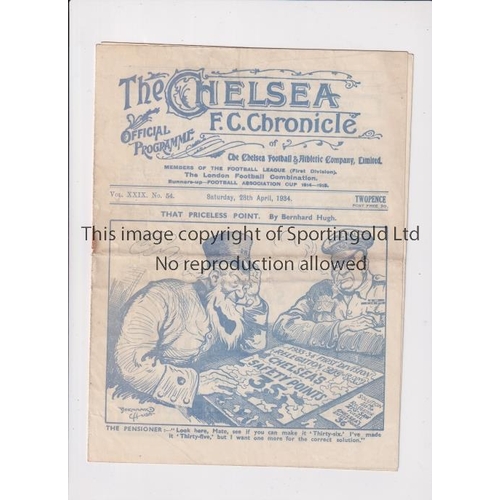 The CHELSEA
F.C. Chronicle
OFFICIAL
PROGRAMME
of
The Chelsea Football & Athletic Company, Limited.
MEMBERS OF THE FOOTBALL LEAGUE (First Division).
The London Football Combination.
Runners-up—FOOTBALL ASSOCIATION CUP 1914-1915.
VOL. XXIX. No. 54. Saturday, 28th April, 1934. TWOPENCE
POST FREE 3D.
THAT PRICELESS POINT. By Bernhard Hugh.
This image copyright of Sportingold Ltd
No reproduction allowed
CHELSEA'S
SAFETY POINTS
35
THE PENSIONER :—"Look here, Mate, see if you can make it 'Thirty-six.' I've made
it 'Thirty-five,' but I want one more for the correct solution."